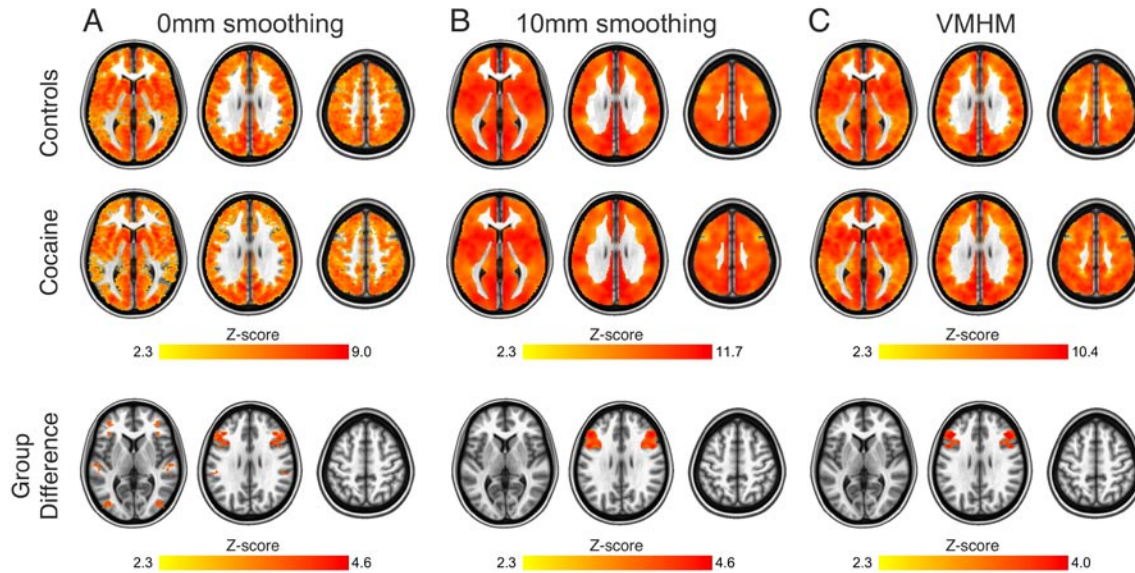 A 0mm smoothing
B 10mm smoothing
C VMHM
Controls
Cocaine
Z-score
2.3 9.0
Z-score
2.3 11.7
Z-score
2.3 10.4
Group
Difference
Z-score
2.3 4.6
Z-score
2.3 4.6
Z-score
2.3 4.0